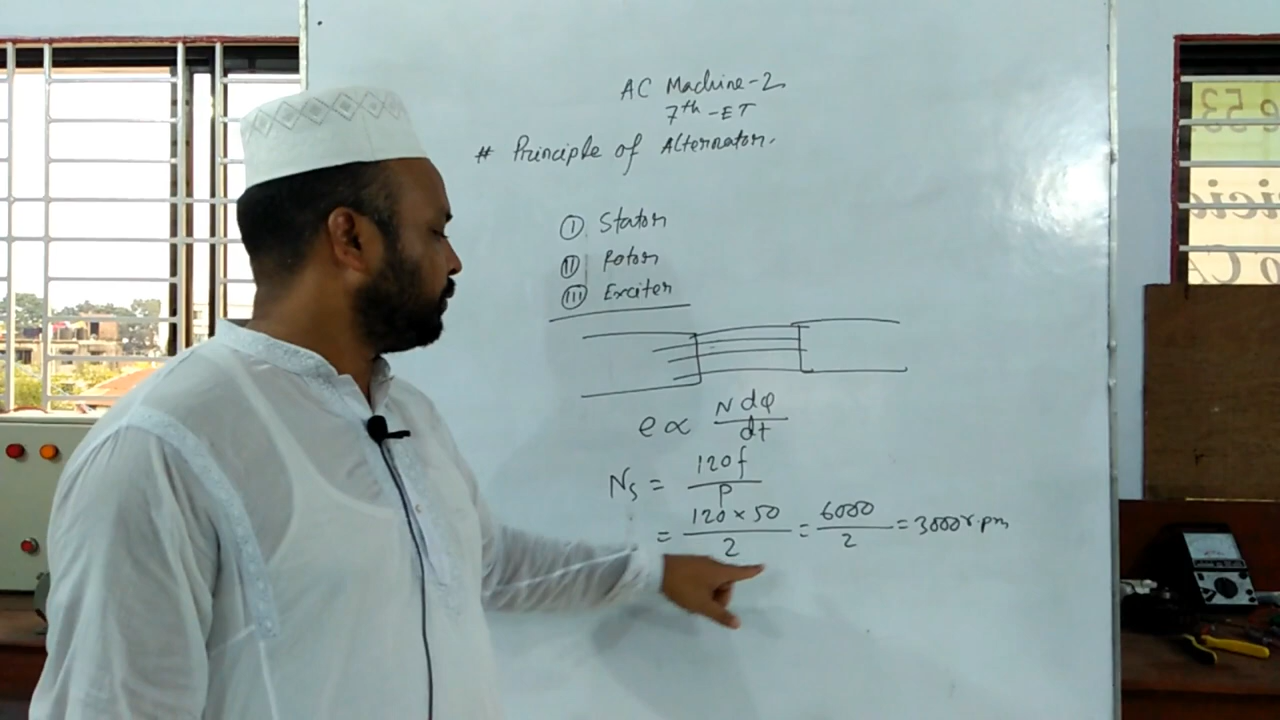 AC Machine-2
7th-ET
# Principle of Alternator.
I Stator
II Rotor
III Exciter
e ∝ N dφ / dt
Ns = 120f / P
= 120 × 50 / 2 = 6000 / 2 = 3000 r.pm